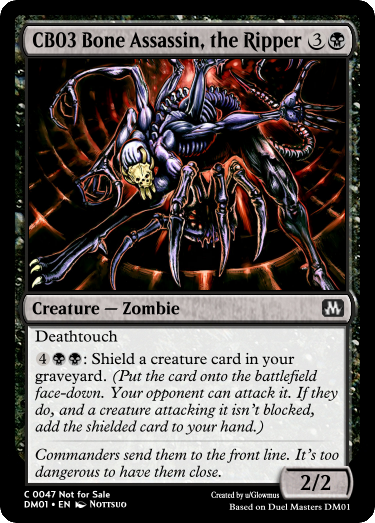 CB03 Bone Assassin, the Ripper 3
Creature — Zombie
Deathtouch
4: Shield a creature card in your
graveyard. (Put the card onto the battlefield
face-down. Your opponent can attack it. If they
do, and a creature attacking it isn't blocked,
add the shielded card to your hand.)
Commanders send them to the front line. It's too
dangerous to have them close.
2/2
C 0047 Not for Sale
DM01 • EN Nottsuo
Created by u/Glowmus
Based on Duel Masters DM01